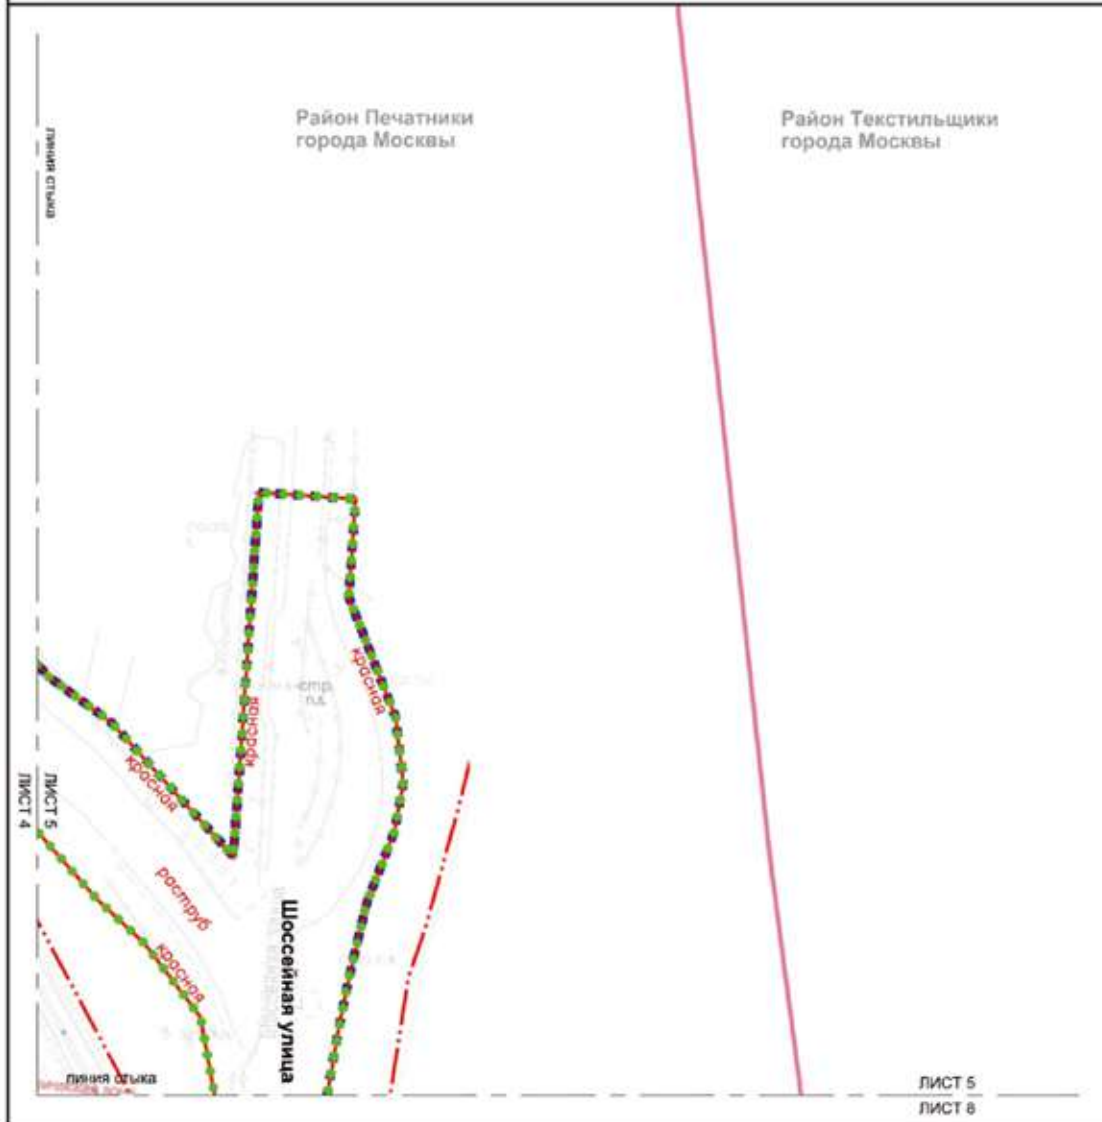 Район Печатники
города Москвы
Район Текстильщики
города Москвы
линия стыка
красная
красная
стр.
красная
ЛИСТ 5
ЛИСТ 4
раструб
красная
Шоссейная улица
линия стыка
ЛИСТ 5
ЛИСТ 8